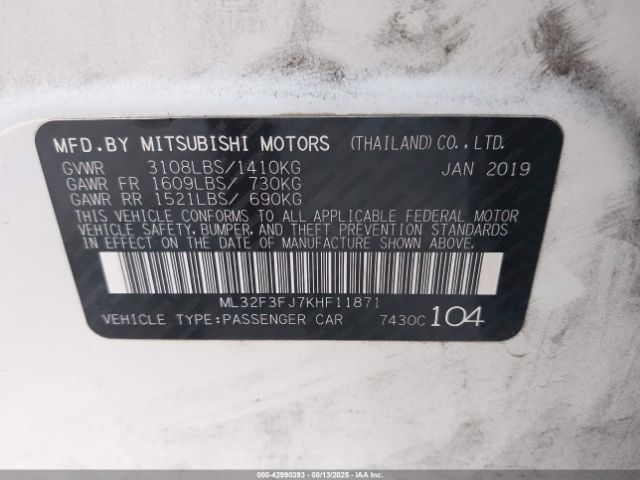 MFD.BY MITSUBISHI MOTORS (THAILAND)CO.,LTD.
GVWR 3108LBS/1410KG JAN 2019
GAWR FR 1609LBS/ 730KG
GAWR RR 1521LBS/ 690KG
THIS VEHICLE CONFORMS TO ALL APPLICABLE FEDERAL MOTOR
VEHICLE SAFETY, BUMPER, AND THEFT PREVENTION STANDARDS
IN EFFECT ON THE DATE OF MANUFACTURE SHOWN ABOVE.
ML32F3FJ7KHF11871
VEHICLE TYPE:PASSENGER CAR 7430C 104
000-42990393 - 08/13/2025 - COPYRIGHT IAA, LLC.